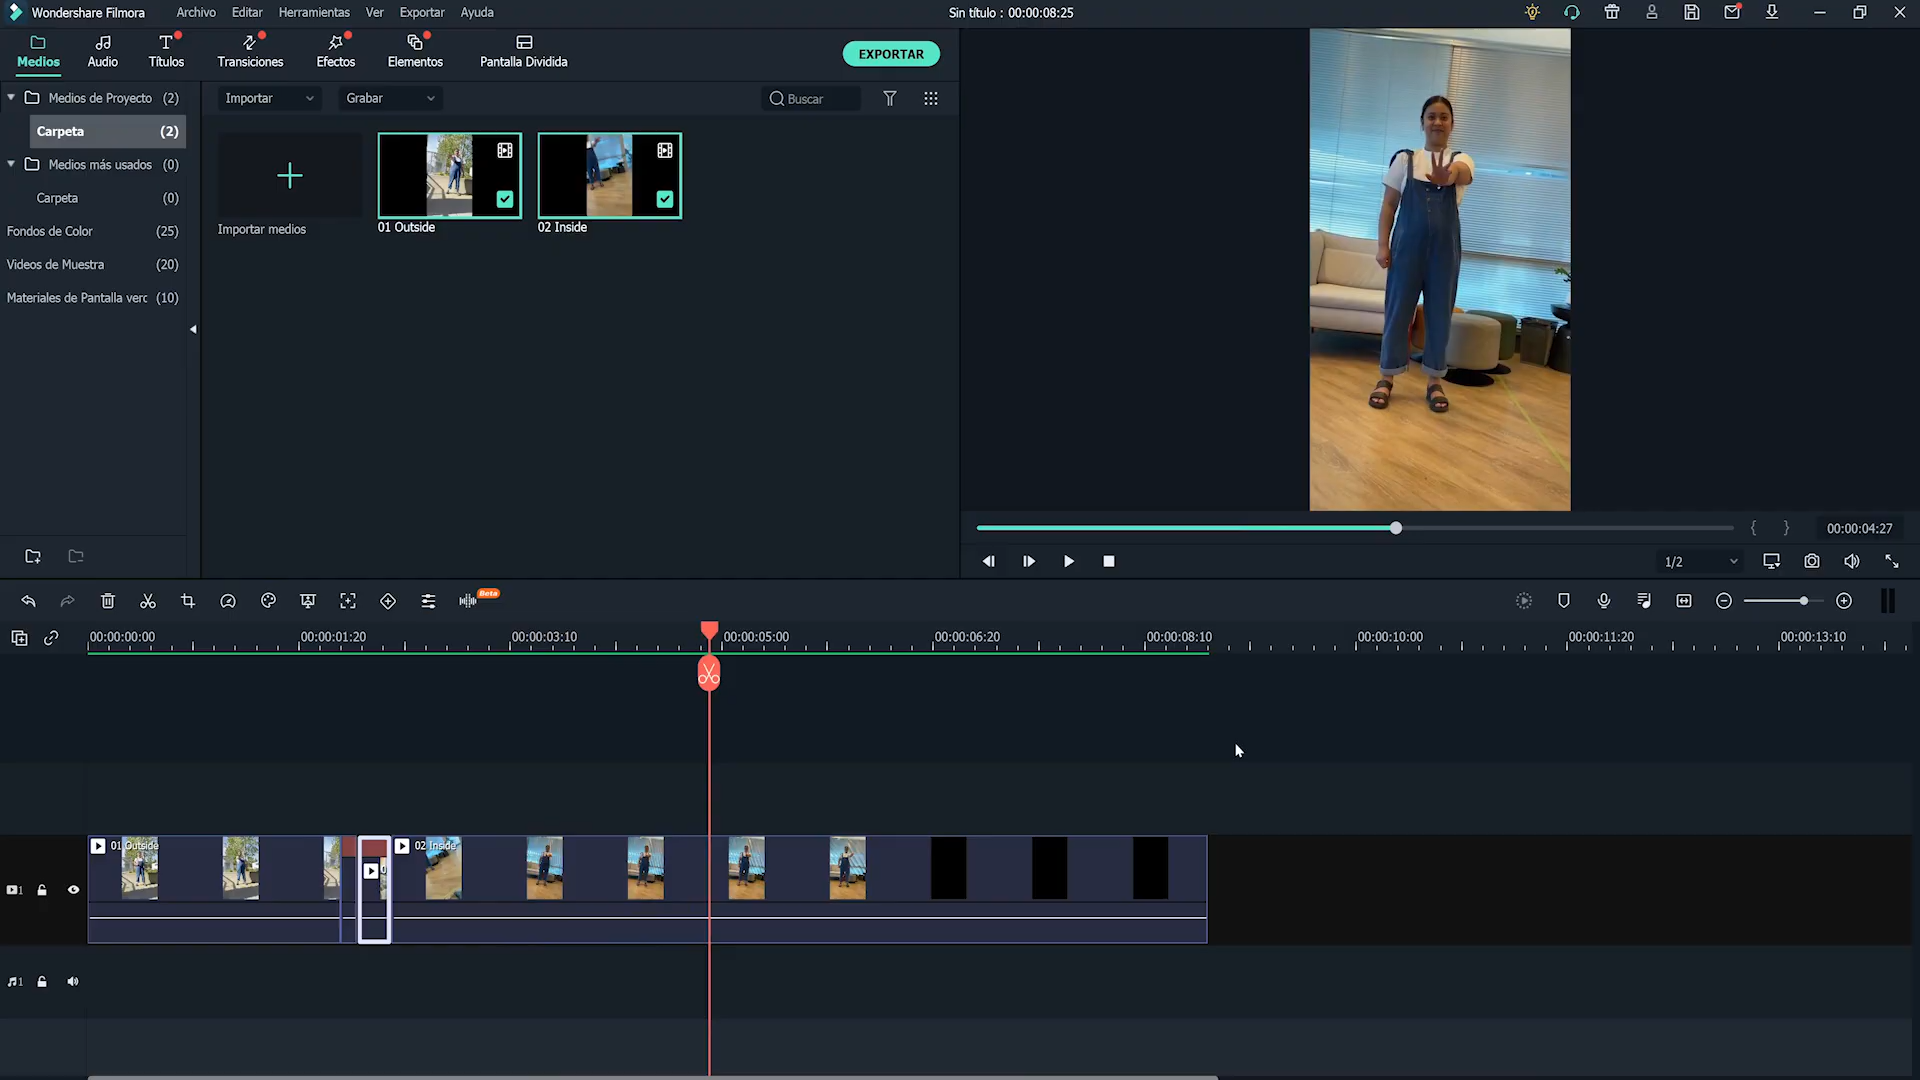 Wondershare Filmora Archivo Editar Herramientas Ver Exportar Ayuda Sin título : 00:00:08:25
Medios Audio Títulos Transiciones Efectos Elementos Pantalla Dividida EXPORTAR
Medios de Proyecto (2) Importar Grabar Buscar
Carpeta (2)
Medios más usados (0)
Carpeta (0)
Fondos de Color (25)
Videos de Muestra (20)
Materiales de Pantalla verc (10)
Importar medios 01 Outside 02 Inside
00:00:04:27
1/2
Beta
00:00:00:00 00:00:01:20 00:00:03:10 00:00:05:00 00:00:06:20 00:00:08:10 00:00:10:00 00:00:11:20 00:00:13:10
01 Outside 02 Inside
1
1